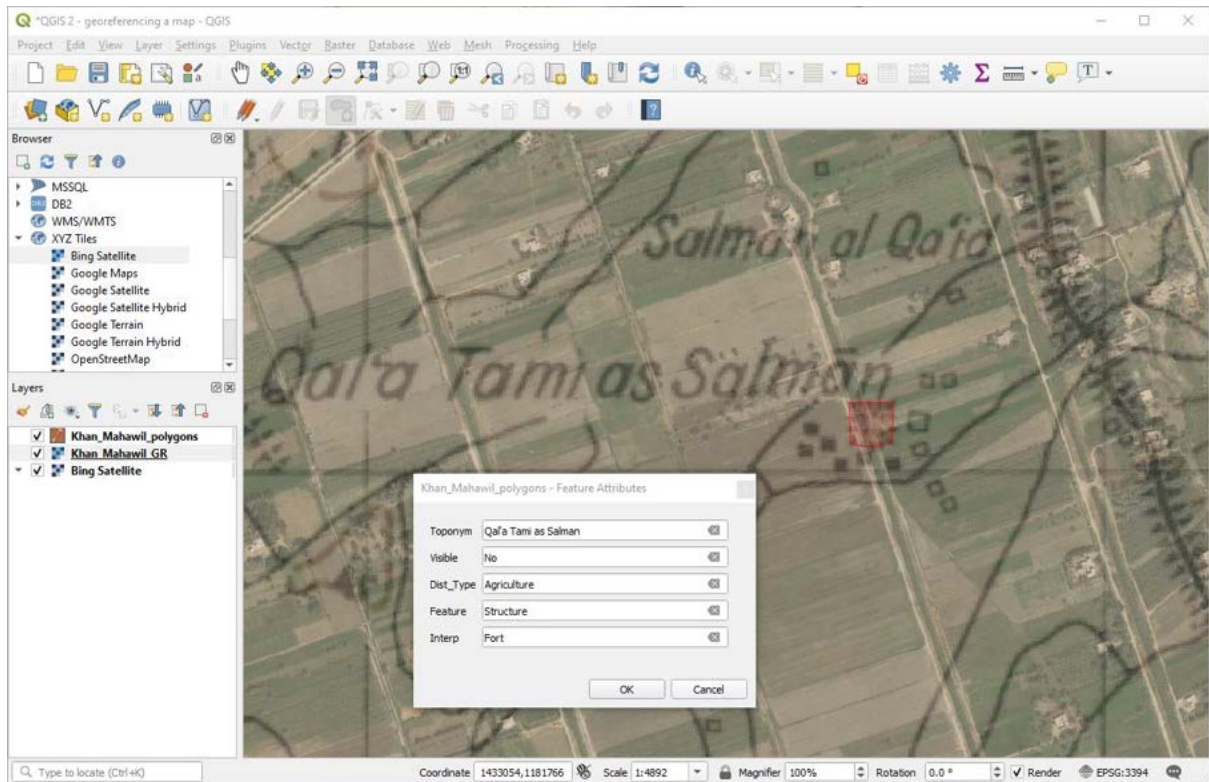 *QGIS 2 - georeferencing a map - QGIS
Project Edit View Layer Settings Plugins Vector Raster Database Web Mesh Processing Help
Browser
MSSQL
DB2
WMS/WMTS
XYZ Tiles
Bing Satellite
Google Maps
Google Satellite
Google Satellite Hybrid
Google Terrain
Google Terrain Hybrid
OpenStreetMap
Layers
Khan_Mahawil_polygons
Khan_Mahawil_GR
Bing Satellite
Salman al Qa'id
Qal'a Tami as Salmān
Khan_Mahawil_polygons - Feature Attributes
Toponym Qal'a Tami as Salman
Visible No
Dist_Type Agriculture
Feature Structure
Interp Fort
OK Cancel
Type to locate (Ctrl+K) Coordinate 1433054,1181766 Scale 1:4892 Magnifier 100% Rotation 0.0 ° Render EPSG:3394